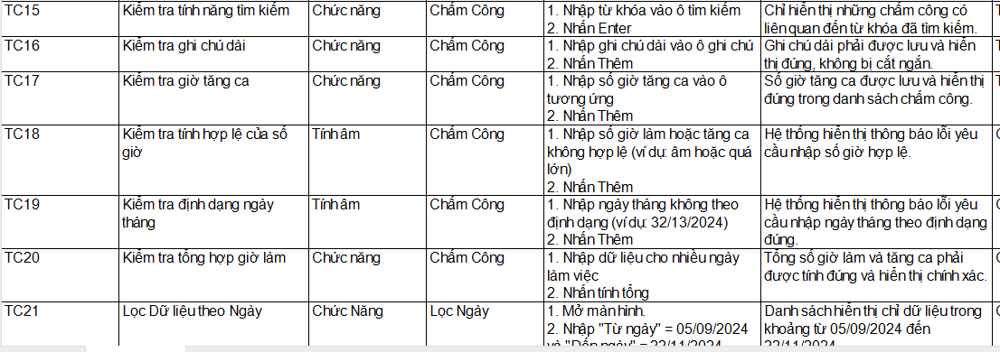 TC15 Kiểm tra tính năng tìm kiếm Chức năng Chấm Công 1. Nhập từ khóa vào ô tìm kiếm Chỉ hiển thị những chấm công có
2. Nhấn Enter liên quan đến từ khóa đã tìm kiếm.
TC16 Kiểm tra ghi chú dài Chức năng Chấm Công 1. Nhập ghi chú dài vào ô ghi chú Ghi chú dài phải được lưu và hiển
2. Nhấn Thêm thị đúng, không bị cắt ngắn.
TC17 Kiểm tra giờ tăng ca Chức năng Chấm Công 1. Nhập số giờ tăng ca vào ô Số giờ tăng ca được lưu và hiển thị
tương ứng đúng trong danh sách chấm công.
2. Nhấn Thêm
TC18 Kiểm tra tính hợp lệ của số Tính âm Chấm Công 1. Nhập số giờ làm hoặc tăng ca Hệ thống hiển thị thông báo lỗi yêu
giờ không hợp lệ (ví dụ: âm hoặc quá cầu nhập số giờ hợp lệ.
lớn)
2. Nhấn Thêm
TC19 Kiểm tra định dạng ngày Tính âm Chấm Công 1. Nhập ngày tháng không theo Hệ thống hiển thị thông báo lỗi yêu
tháng định dạng (ví dụ: 32/13/2024) cầu nhập ngày tháng theo định dạng
2. Nhấn Thêm đúng.
TC20 Kiểm tra tổng hợp giờ làm Chức năng Chấm Công 1. Nhập dữ liệu cho nhiều ngày Tổng số giờ làm và tăng ca phải
làm việc được tính đúng và hiển thị chính xác.
2. Nhấn tính tổng
TC21 Lọc Dữ liệu theo Ngày Chức Năng Lọc Ngày 1. Mở màn hình. Danh sách hiển thị chỉ dữ liệu trong
2. Nhập "Từ ngày" = 05/09/2024 khoảng từ 05/09/2024 đến
và "Đến ngày" = 22/11/2024 22/11/2024